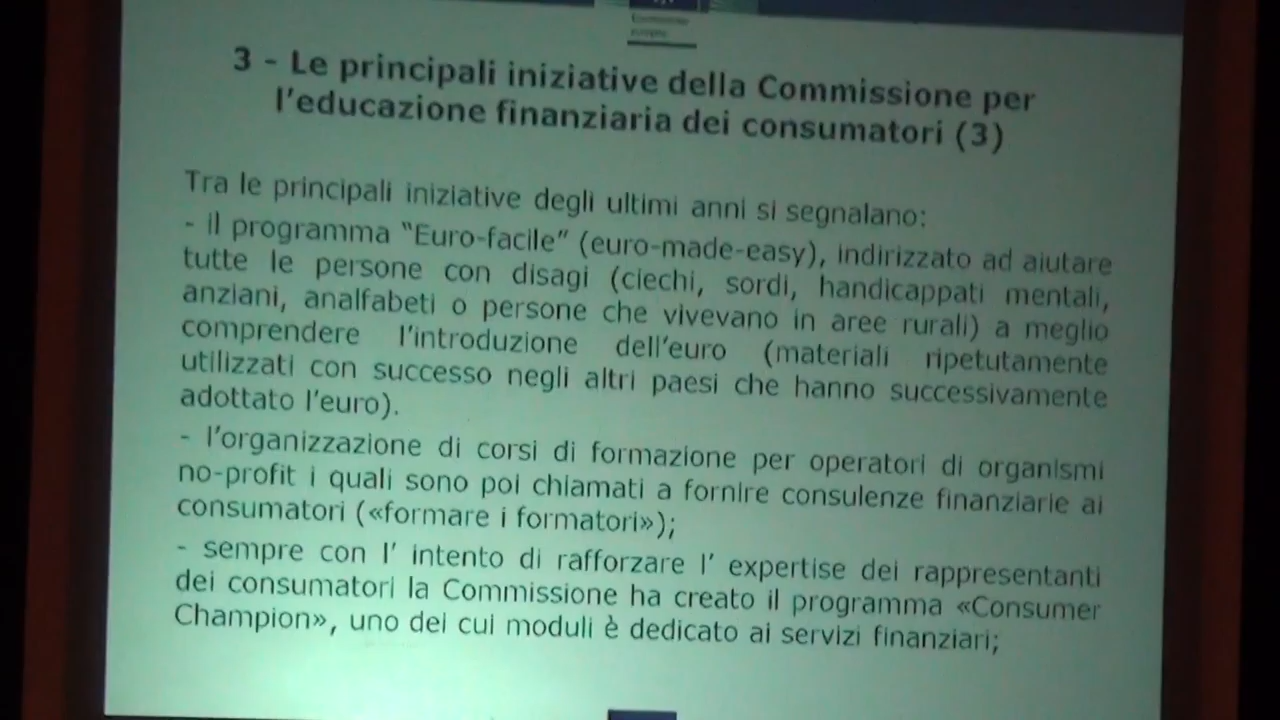 Commissione
europea
3 - Le principali iniziative della Commissione per
l'educazione finanziaria dei consumatori (3)
Tra le principali iniziative degli ultimi anni si segnalano:
- il programma “Euro-facile” (euro-made-easy), indirizzato ad aiutare
tutte le persone con disagi (ciechi, sordi, handicappati mentali,
anziani, analfabeti o persone che vivevano in aree rurali) a meglio
comprendere l'introduzione dell'euro (materiali ripetutamente
utilizzati con successo negli altri paesi che hanno successivamente
adottato l'euro).
- l'organizzazione di corsi di formazione per operatori di organismi
no-profit i quali sono poi chiamati a fornire consulenze finanziarie ai
consumatori («formare i formatori»);
- sempre con l' intento di rafforzare l' expertise dei rappresentanti
dei consumatori la Commissione ha creato il programma «Consumer
Champion», uno dei cui moduli è dedicato ai servizi finanziari;